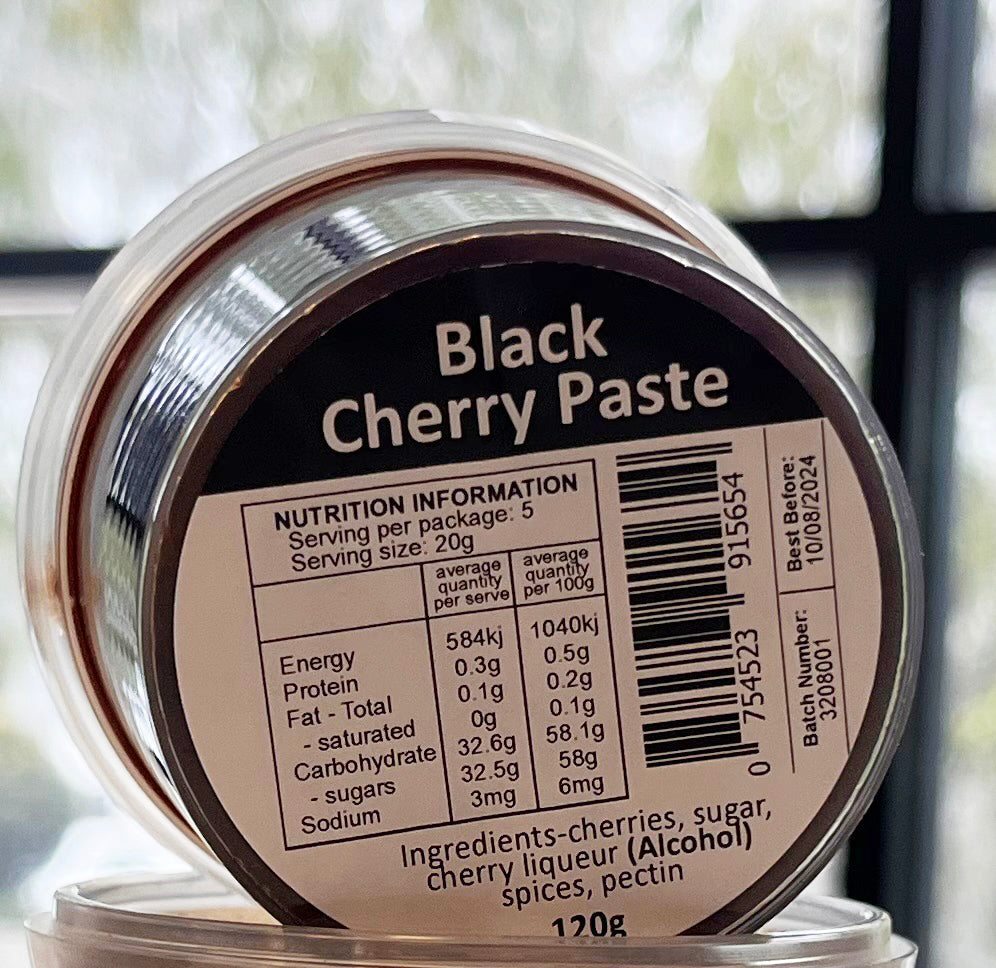 Black
Cherry Paste
NUTRITION INFORMATION
Serving per package: 5
Serving size: 20g
average quantity per serve
average quantity per 100g
Energy 584kj 1040kj
Protein 0.3g 0.5g
Fat - Total 0.1g 0.2g
- saturated 0g 0.1g
Carbohydrate 32.6g 58.1g
- sugars 32.5g 58g
Sodium 3mg 6mg
0 754523 915654
Best Before:
10/08/2024
Batch Number:
3208001
Ingredients-cherries, sugar,
cherry liqueur (Alcohol)
spices, pectin
120g